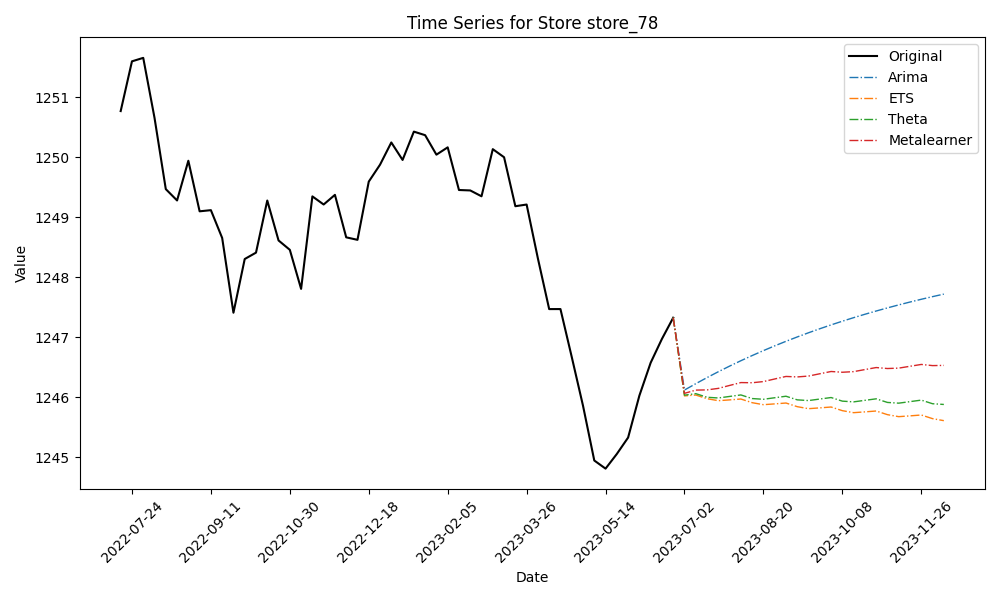 Time Series for Store store_78
Original
Arima
ETS
Theta
Metalearner
Value
1251
1250
1249
1248
1247
1246
1245
2022-07-24
2022-09-11
2022-10-30
2022-12-18
2023-02-05
2023-03-26
2023-05-14
2023-07-02
2023-08-20
2023-10-08
2023-11-26
Date